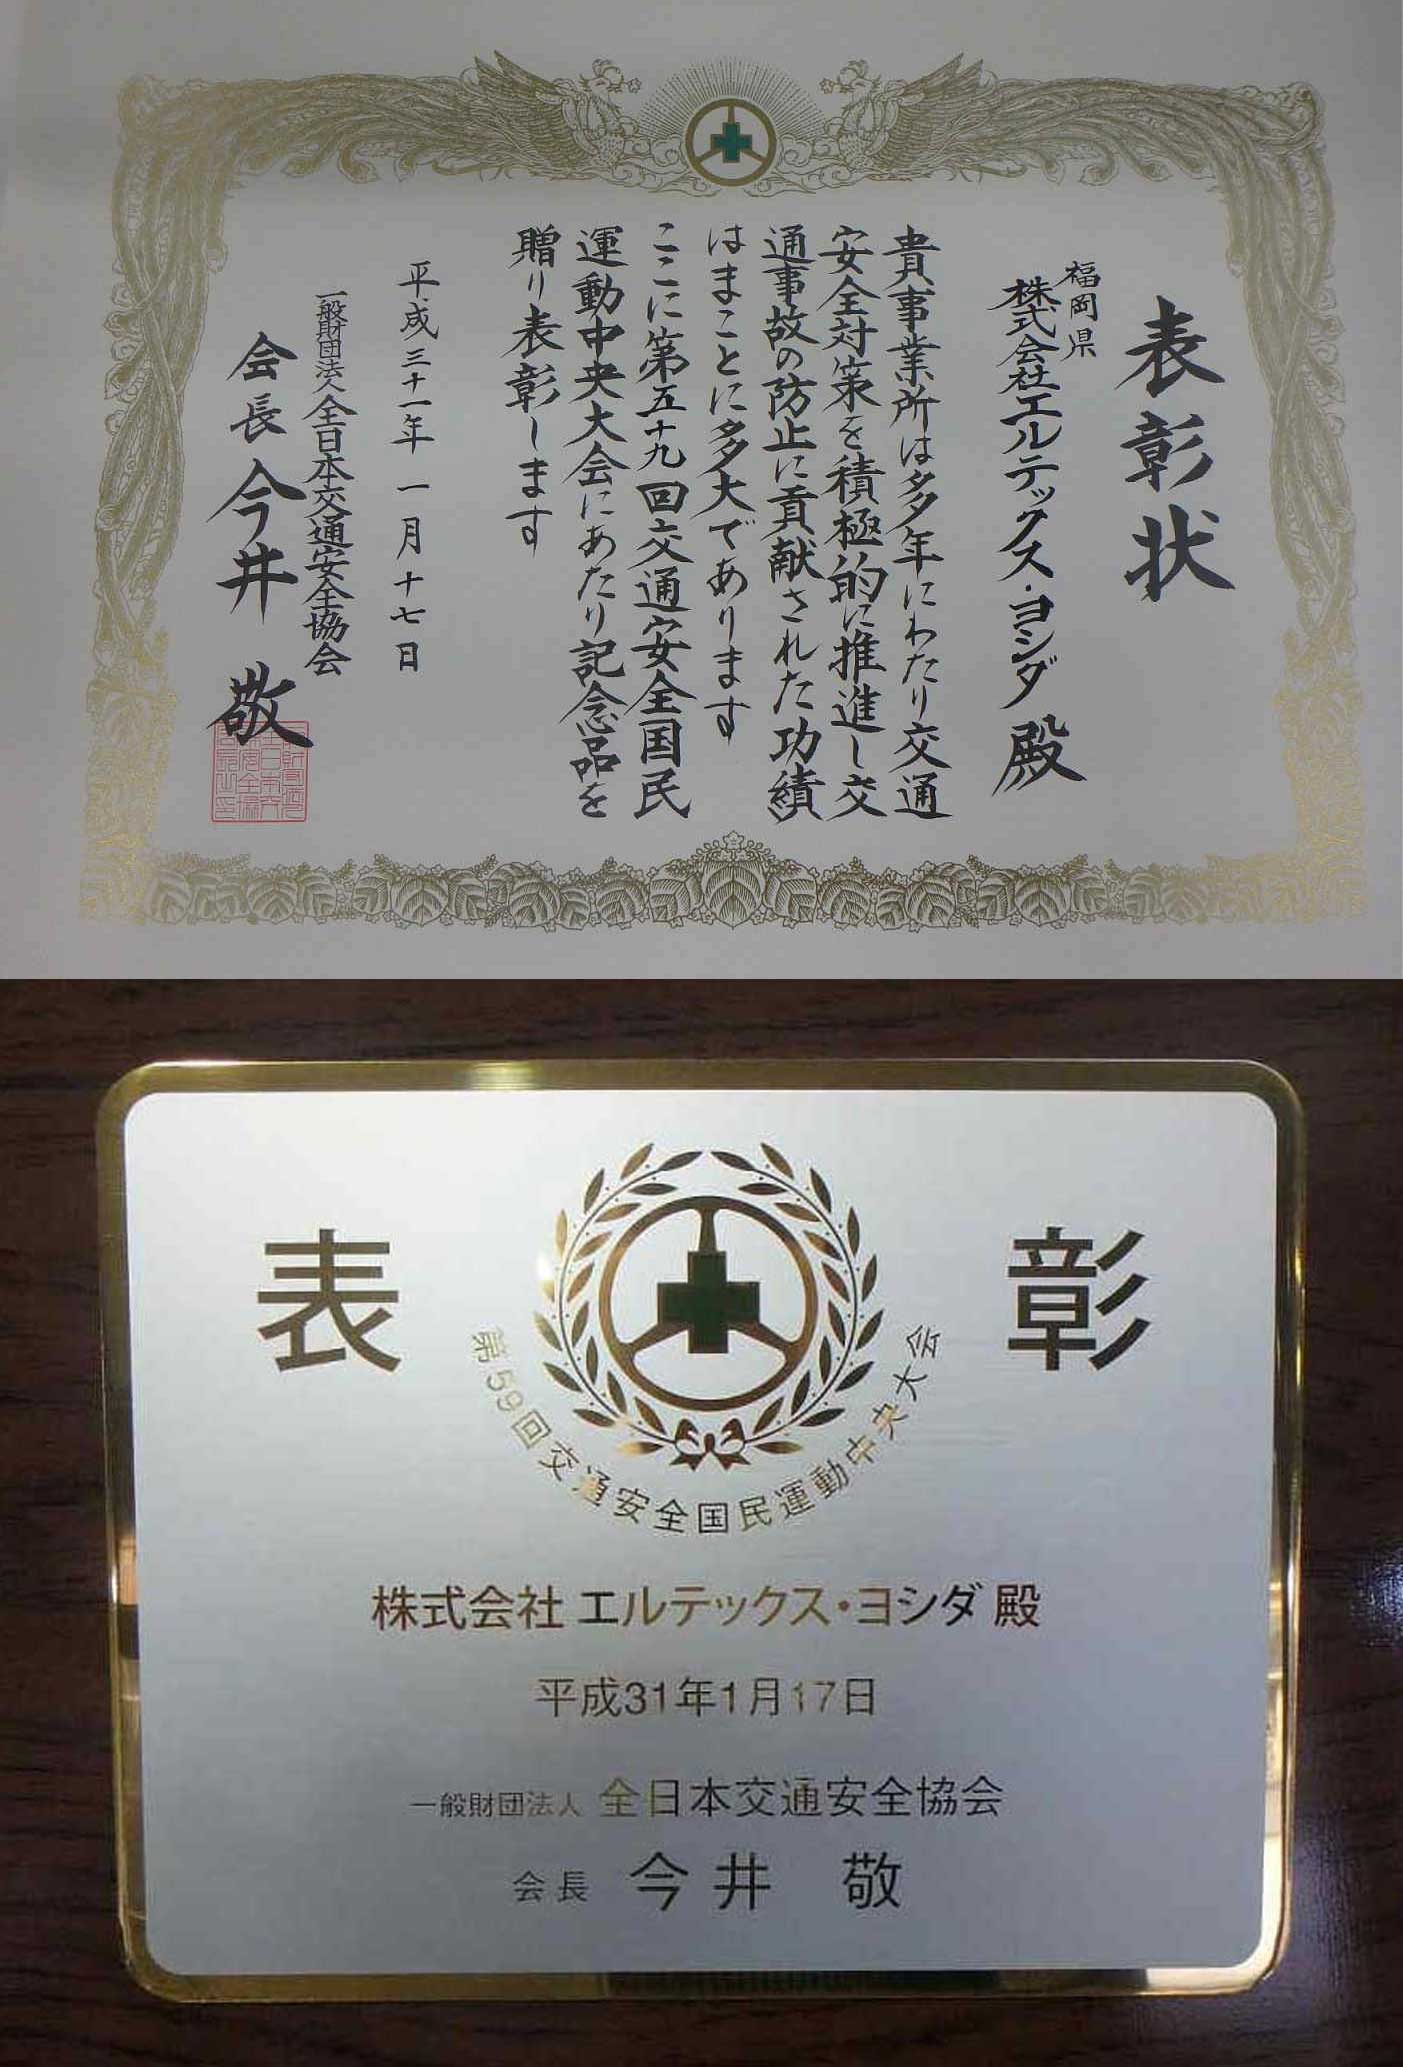 表彰状
福岡県
株式会社エルテックス・ヨシダ殿
貴事業所は多年にわたり交通
安全対策を積極的に推進し交
通事故の防止に貢献された功績
はまことに多大であります
ここに第五十九回交通安全国民
運動中央大会にあたり記念品を
贈り表彰します
平成三十一年一月十七日
一般財団法人全日本交通安全協会
会長 今井 敬
表 彰
第59回交通安全国民運動中央大会
株式会社 エルテックス・ヨシダ 殿
平成31年1月17日
一般財団法人 全日本交通安全協会
会長 今井 敬